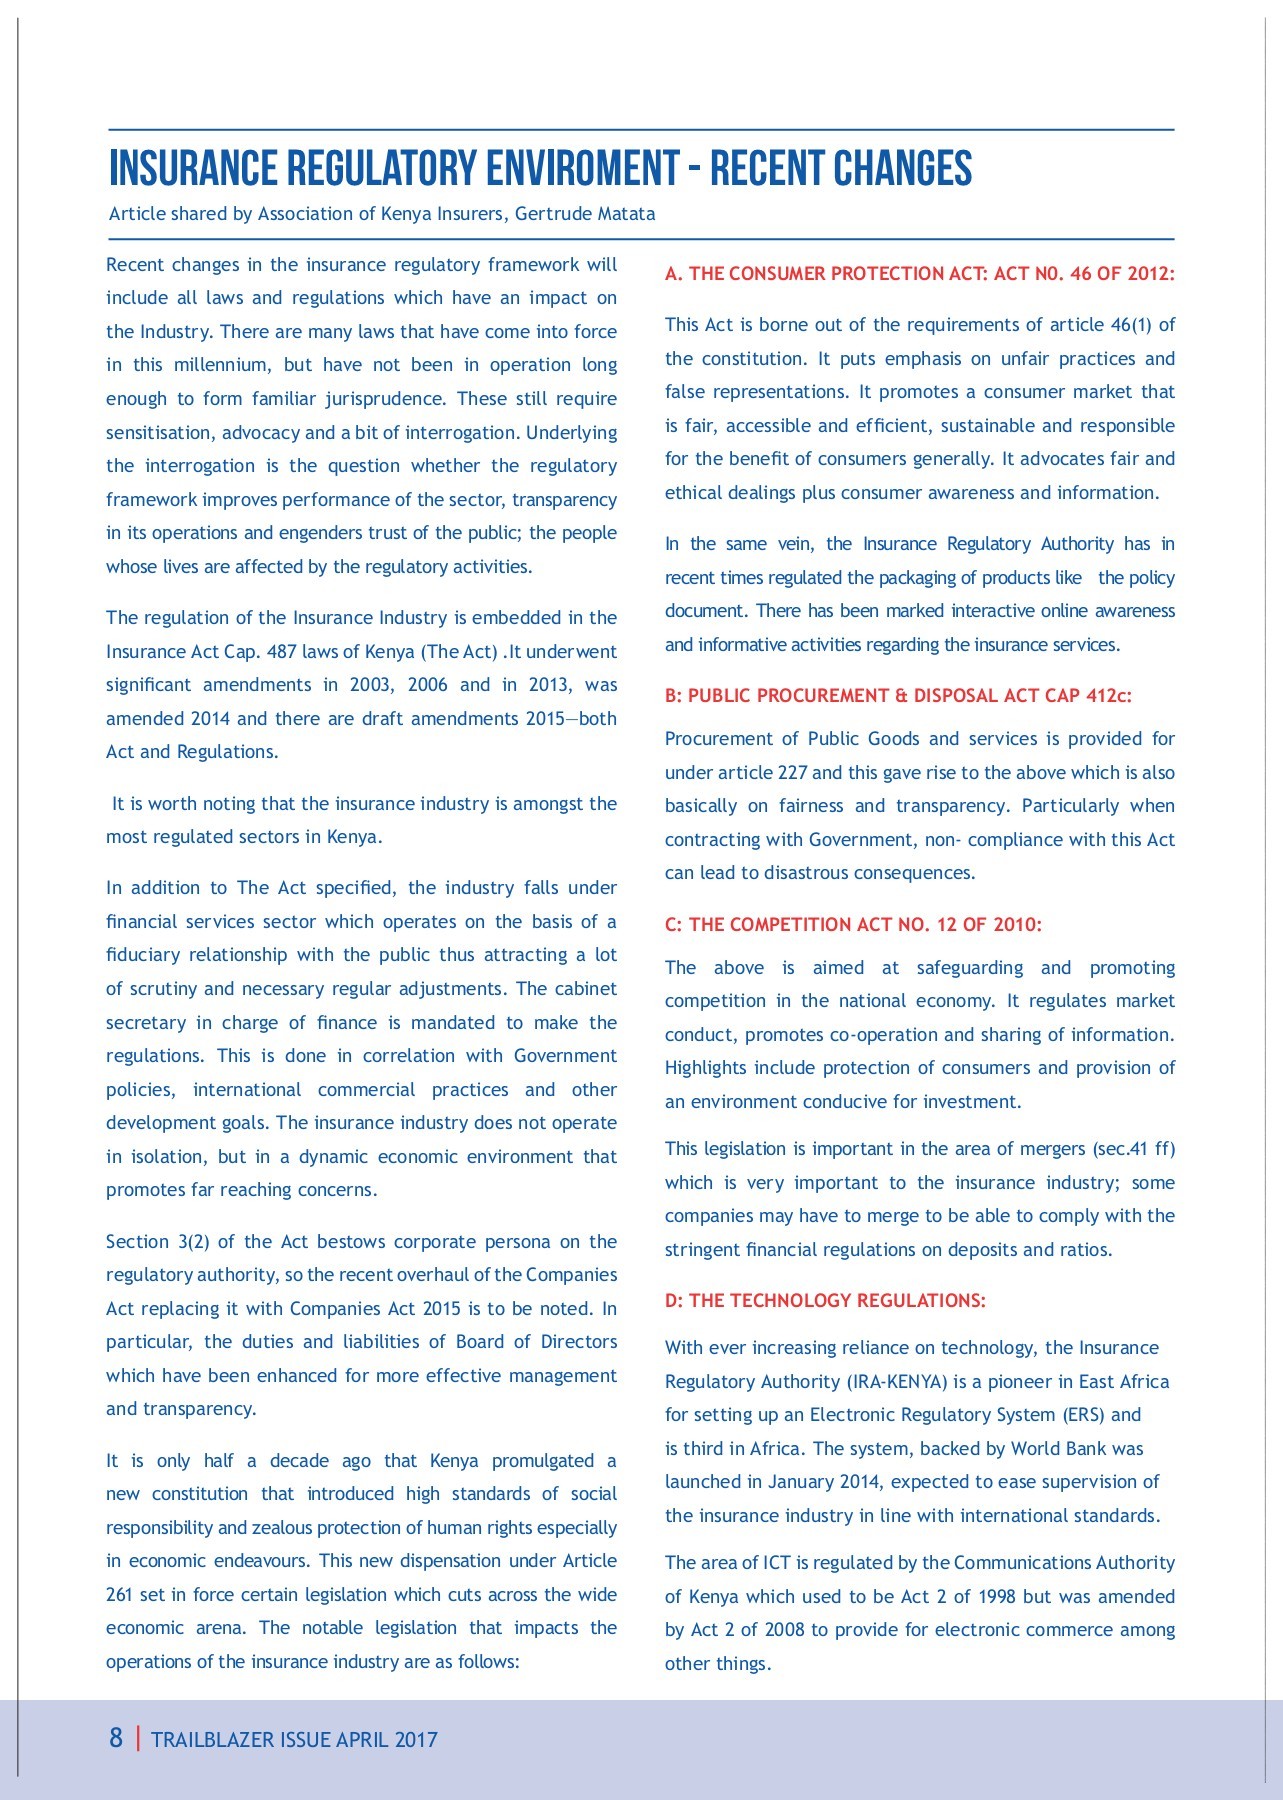 INSURANCE REGULATORY ENVIROMENT - RECENT CHANGES
Article shared by Association of Kenya Insurers, Gertrude Matata
Recent changes in the insurance regulatory framework will
include all laws and regulations which have an impact on
the Industry. There are many laws that have come into force
in this millennium, but have not been in operation long
enough to form familiar jurisprudence. These still require
sensitisation, advocacy and a bit of interrogation. Underlying
the interrogation is the question whether the regulatory
framework improves performance of the sector, transparency
in its operations and engenders trust of the public; the people
whose lives are affected by the regulatory activities.
The regulation of the Insurance Industry is embedded in the
Insurance Act Cap. 487 laws of Kenya (The Act) .It underwent
significant amendments in 2003, 2006 and in 2013, was
amended 2014 and there are draft amendments 2015—both
Act and Regulations.
It is worth noting that the insurance industry is amongst the
most regulated sectors in Kenya.
In addition to The Act specified, the industry falls under
financial services sector which operates on the basis of a
fiduciary relationship with the public thus attracting a lot
of scrutiny and necessary regular adjustments. The cabinet
secretary in charge of finance is mandated to make the
regulations. This is done in correlation with Government
policies, international commercial practices and other
development goals. The insurance industry does not operate
in isolation, but in a dynamic economic environment that
promotes far reaching concerns.
Section 3(2) of the Act bestows corporate persona on the
regulatory authority, so the recent overhaul of the Companies
Act replacing it with Companies Act 2015 is to be noted. In
particular, the duties and liabilities of Board of Directors
which have been enhanced for more effective management
and transparency.
It is only half a decade ago that Kenya promulgated a
new constitution that introduced high standards of social
responsibility and zealous protection of human rights especially
in economic endeavours. This new dispensation under Article
261 set in force certain legislation which cuts across the wide
economic arena. The notable legislation that impacts the
operations of the insurance industry are as follows:
A. THE CONSUMER PROTECTION ACT: ACT N0. 46 OF 2012:
This Act is borne out of the requirements of article 46(1) of
the constitution. It puts emphasis on unfair practices and
false representations. It promotes a consumer market that
is fair, accessible and efficient, sustainable and responsible
for the benefit of consumers generally. It advocates fair and
ethical dealings plus consumer awareness and information.
In the same vein, the Insurance Regulatory Authority has in
recent times regulated the packaging of products like the policy
document. There has been marked interactive online awareness
and informative activities regarding the insurance services.
B: PUBLIC PROCUREMENT & DISPOSAL ACT CAP 412c:
Procurement of Public Goods and services is provided for
under article 227 and this gave rise to the above which is also
basically on fairness and transparency. Particularly when
contracting with Government, non- compliance with this Act
can lead to disastrous consequences.
C: THE COMPETITION ACT NO. 12 OF 2010:
The above is aimed at safeguarding and promoting
competition in the national economy. It regulates market
conduct, promotes co-operation and sharing of information.
Highlights include protection of consumers and provision of
an environment conducive for investment.
This legislation is important in the area of mergers (sec.41 ff)
which is very important to the insurance industry; some
companies may have to merge to be able to comply with the
stringent financial regulations on deposits and ratios.
D: THE TECHNOLOGY REGULATIONS:
With ever increasing reliance on technology, the Insurance
Regulatory Authority (IRA-KENYA) is a pioneer in East Africa
for setting up an Electronic Regulatory System (ERS) and
is third in Africa. The system, backed by World Bank was
launched in January 2014, expected to ease supervision of
the insurance industry in line with international standards.
The area of ICT is regulated by the Communications Authority
of Kenya which used to be Act 2 of 1998 but was amended
by Act 2 of 2008 to provide for electronic commerce among
other things.
8 | TRAILBLAZER ISSUE APRIL 2017